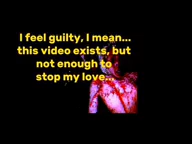 I feel guilty, I mean...
this video exists, but
not enough to
stop my love...